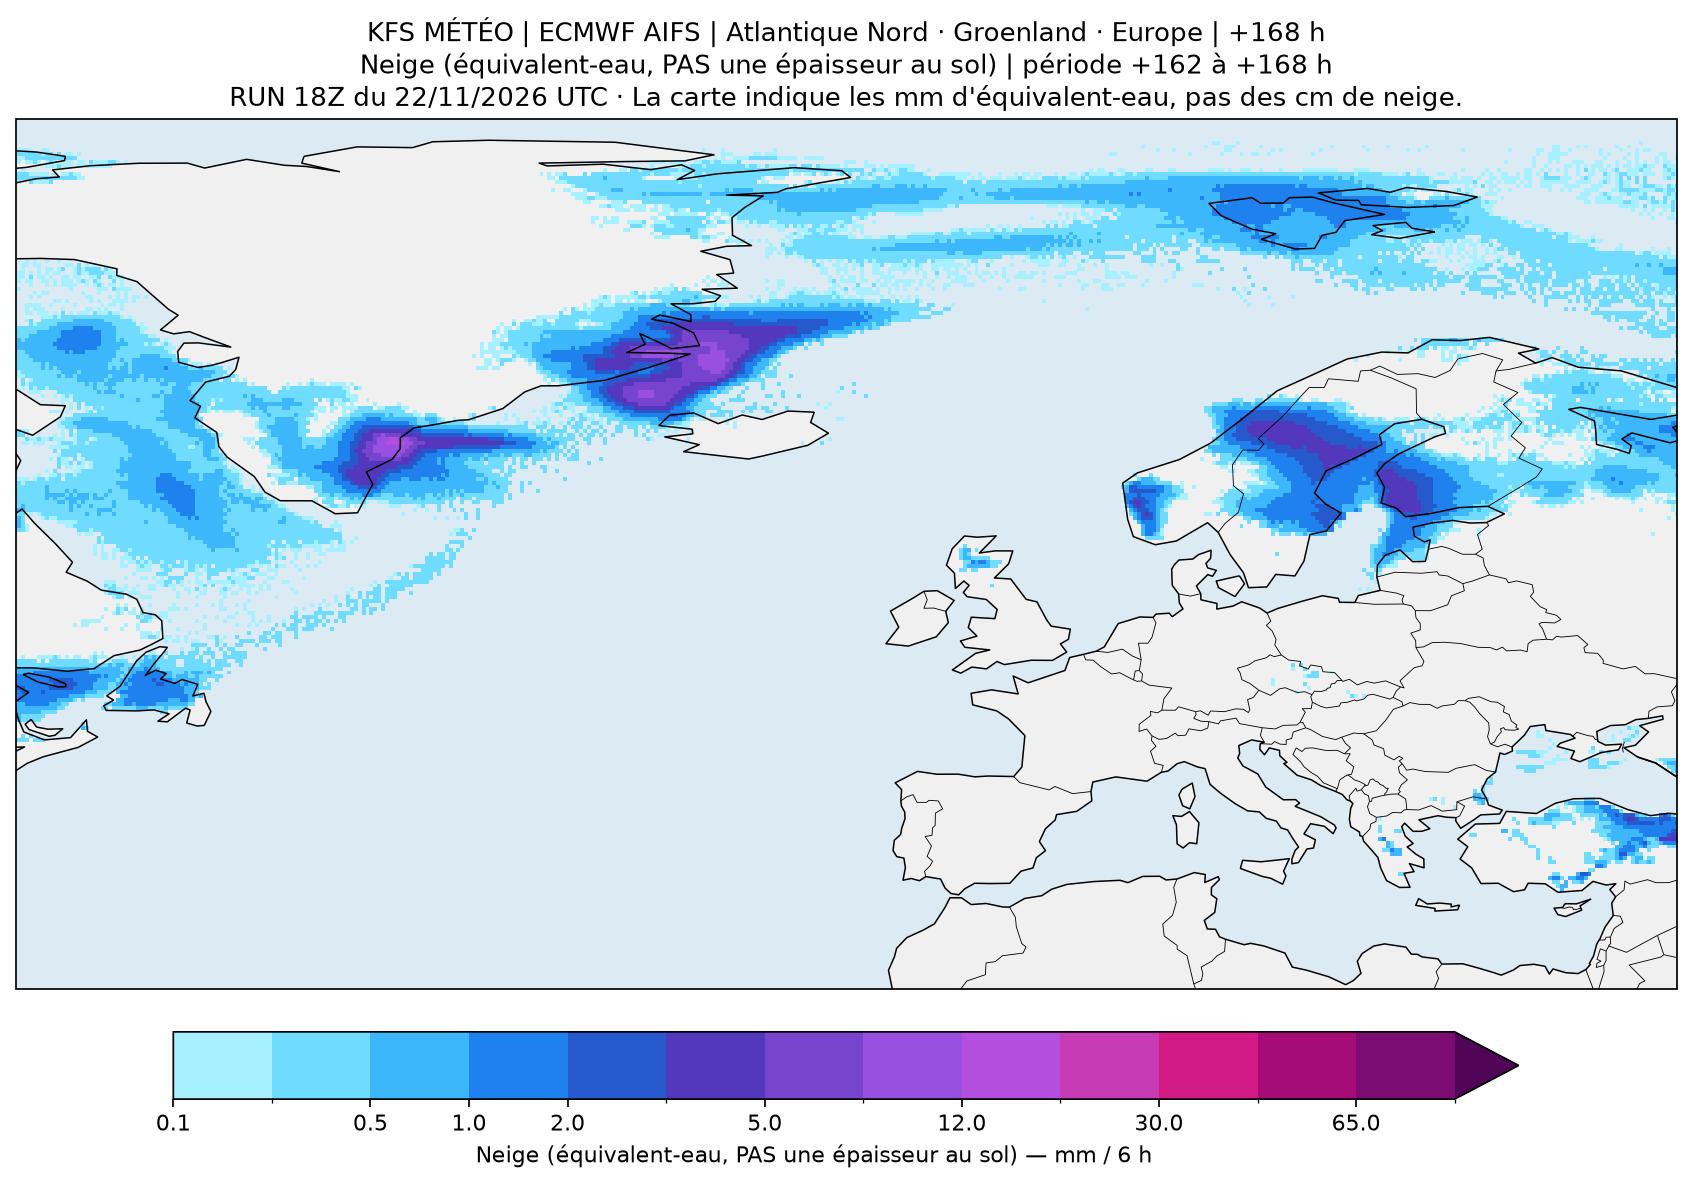 KFS MÉTÉO | ECMWF AIFS | Atlantique Nord · Groenland · Europe | +168 h
Neige (équivalent-eau, PAS une épaisseur au sol) | période +162 à +168 h
RUN 18Z du 22/11/2026 UTC · La carte indique les mm d'équivalent-eau, pas des cm de neige.
0.1 0.5 1.0 2.0 5.0 12.0 30.0 65.0
Neige (équivalent-eau, PAS une épaisseur au sol) — mm / 6 h